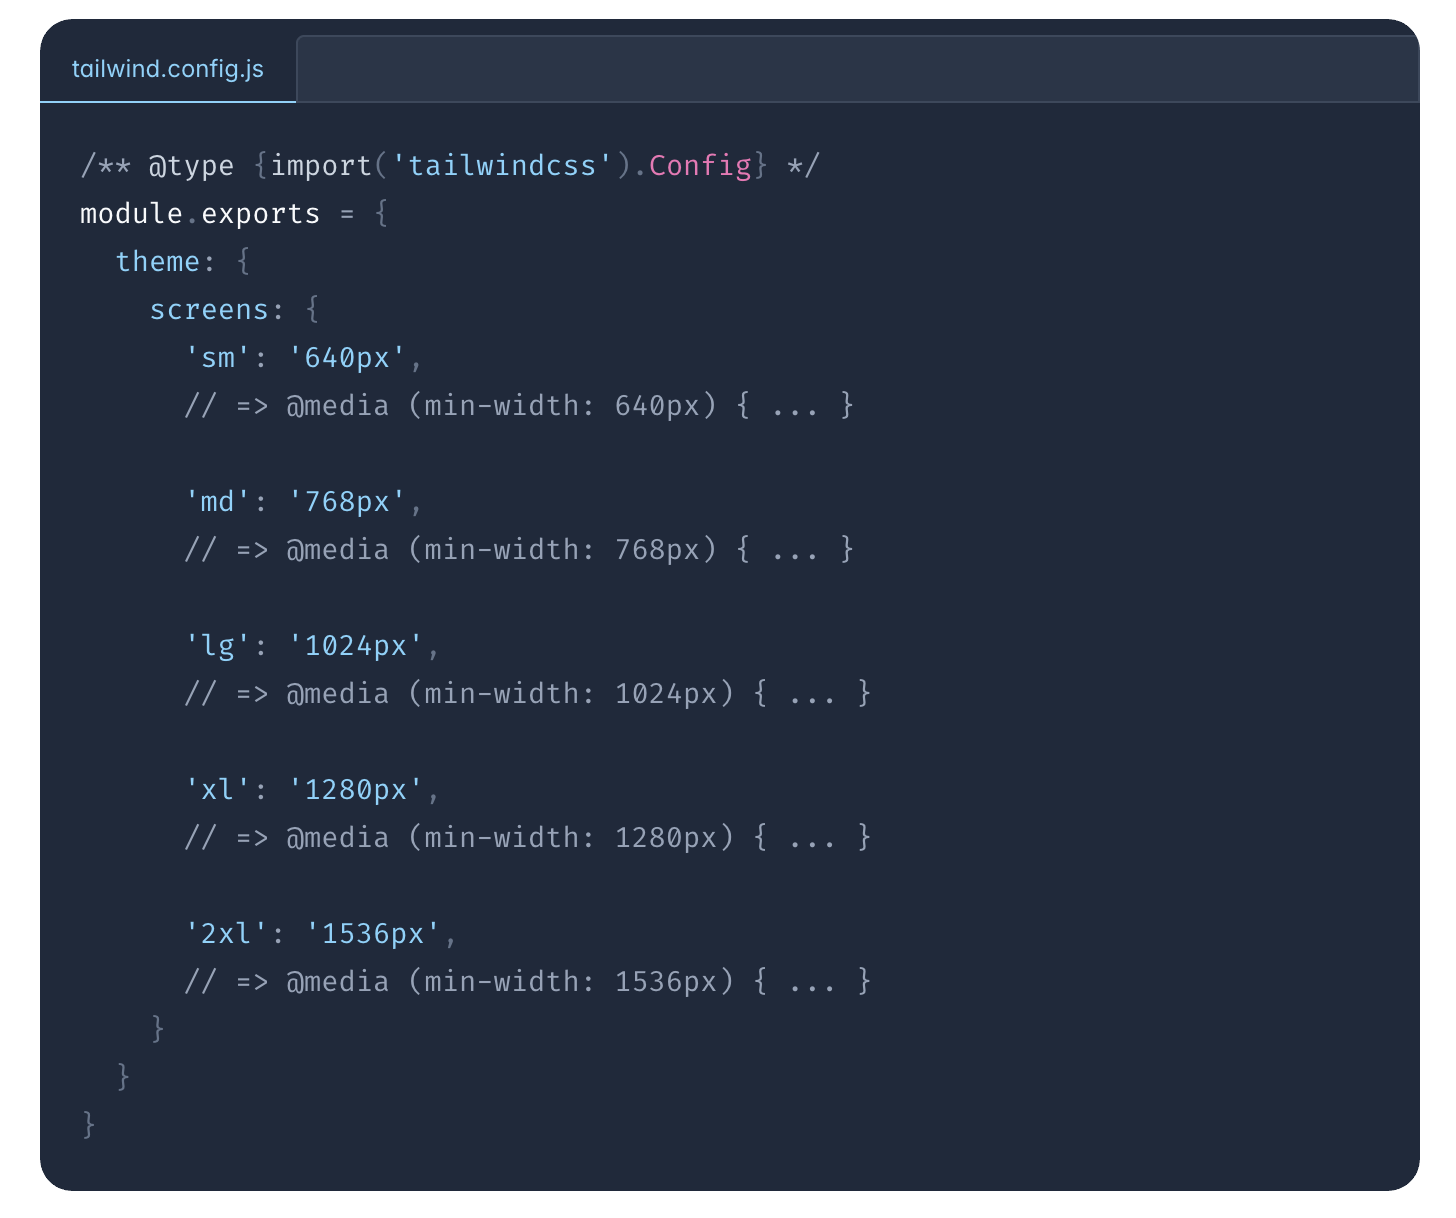 tailwind.config.js
/** @type {import('tailwindcss').Config} */
module.exports = {
  theme: {
    screens: {
      'sm': '640px',
      // => @media (min-width: 640px) { ... }

      'md': '768px',
      // => @media (min-width: 768px) { ... }

      'lg': '1024px',
      // => @media (min-width: 1024px) { ... }

      'xl': '1280px',
      // => @media (min-width: 1280px) { ... }

      '2xl': '1536px',
      // => @media (min-width: 1536px) { ... }
    }
  }
}